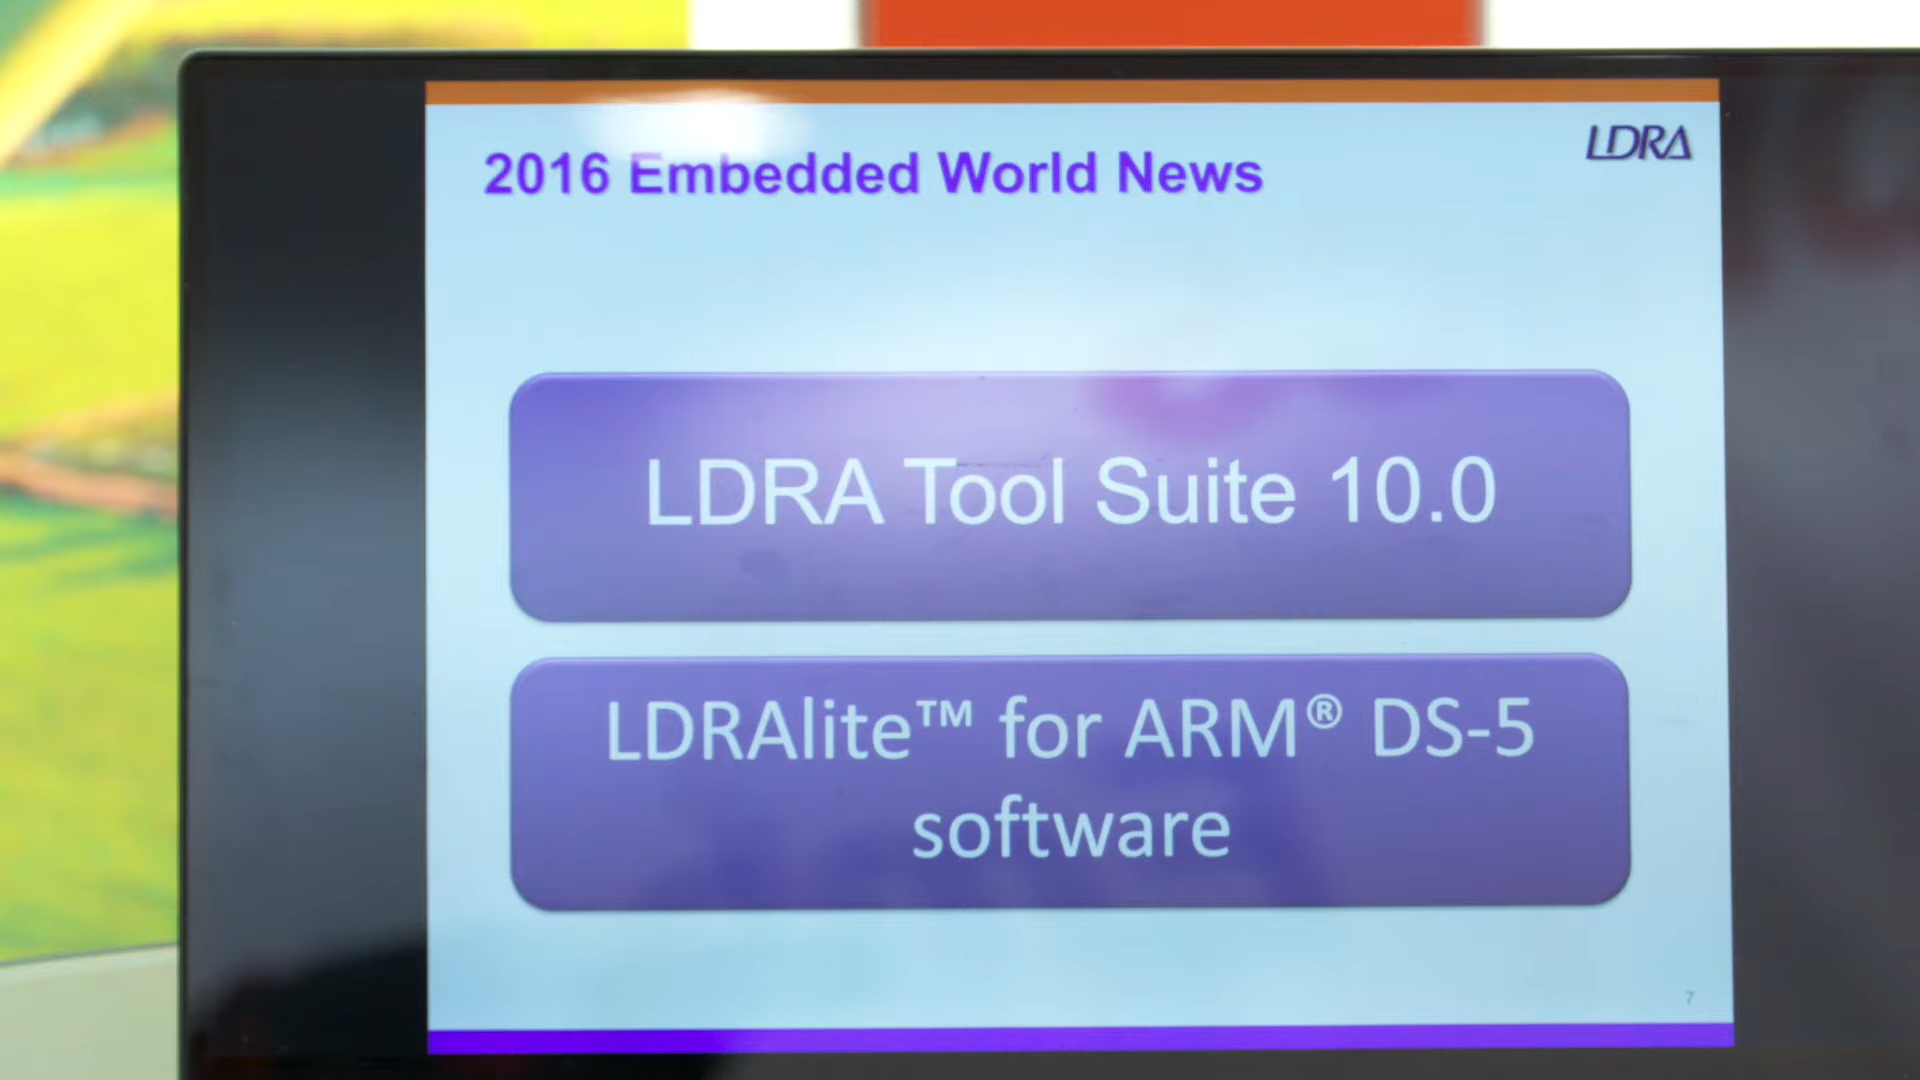 LDRA
2016 Embedded World News
LDRA Tool Suite 10.0
LDRAlite™ for ARM® DS-5
software
7